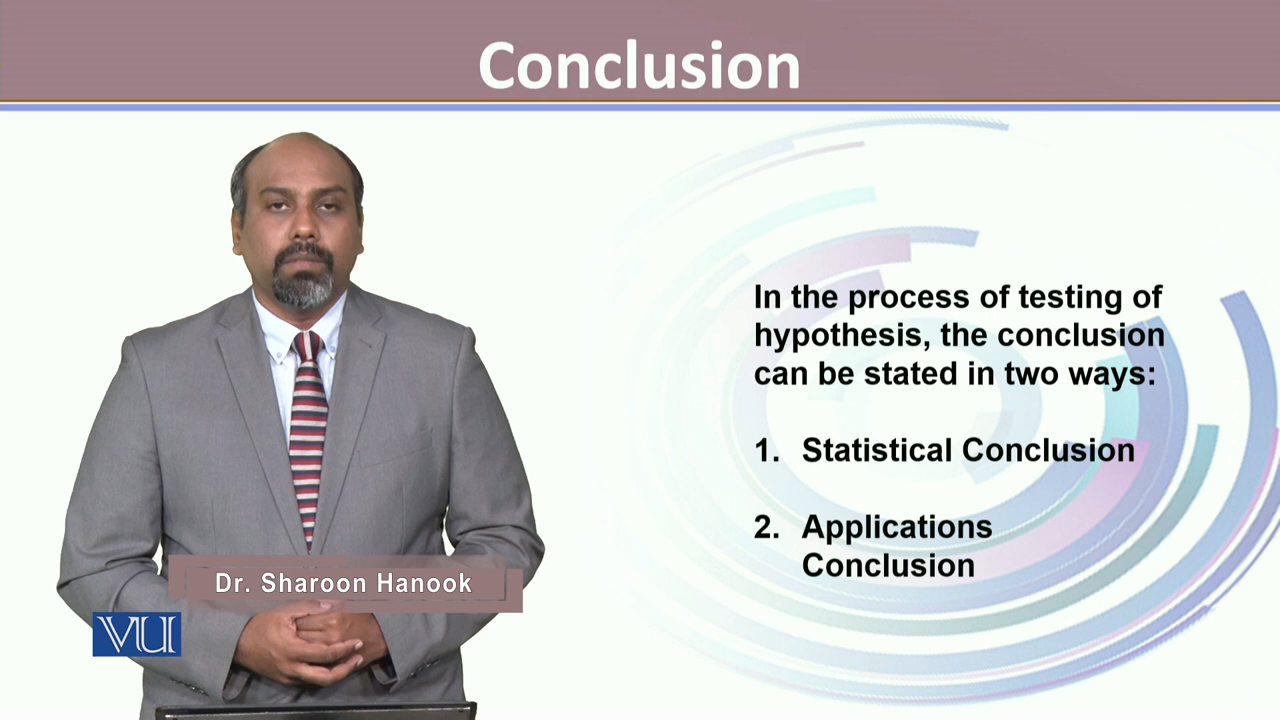 Conclusion
In the process of testing of
hypothesis, the conclusion
can be stated in two ways:
1. Statistical Conclusion
2. Applications
Conclusion
Dr. Sharoon Hanook
VU